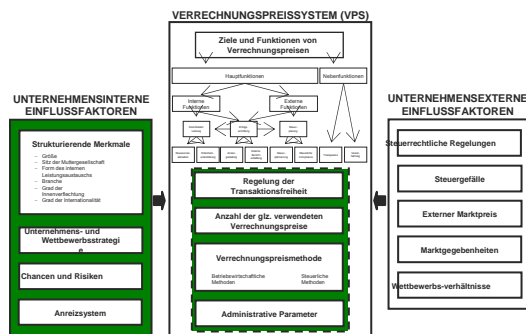 VERRECHNUNGSPREISSYSTEM (VPS)
Ziele und Funktionen von
Verrechnungspreisen
Hauptfunktionen
Nebenfunktionen
Interne
Funktionen
Externe
Funktionen
UNTERNEHMENSINTERNE
EINFLUSSFAKTOREN
Strukturierende Merkmale
– Größe
– Sitz der Muttergesellschaft
– Form des internen
Leistungsaustauschs
– Grad der
Innenverflechtung
– Grad der Internationalität
Unternehmens- und
Wettbewerbsstrategi
e
Chancen und Risiken
Anreizsystem
Regelung der
Transaktionsfreiheit
Anzahl der glz. verwendeten
Verrechnungspreise
Verrechnungspreismethode
Betriebswirtschaftliche
Methoden
Steuerliche
Methoden
Administrative Parameter
UNTERNEHMENSEXTERNE
EINFLUSSFAKTOREN
Steuerrechtliche Regelungen
Steuergefälle
Externer Marktpreis
Marktgegebenheiten
Wettbewerbs-verhältnisse